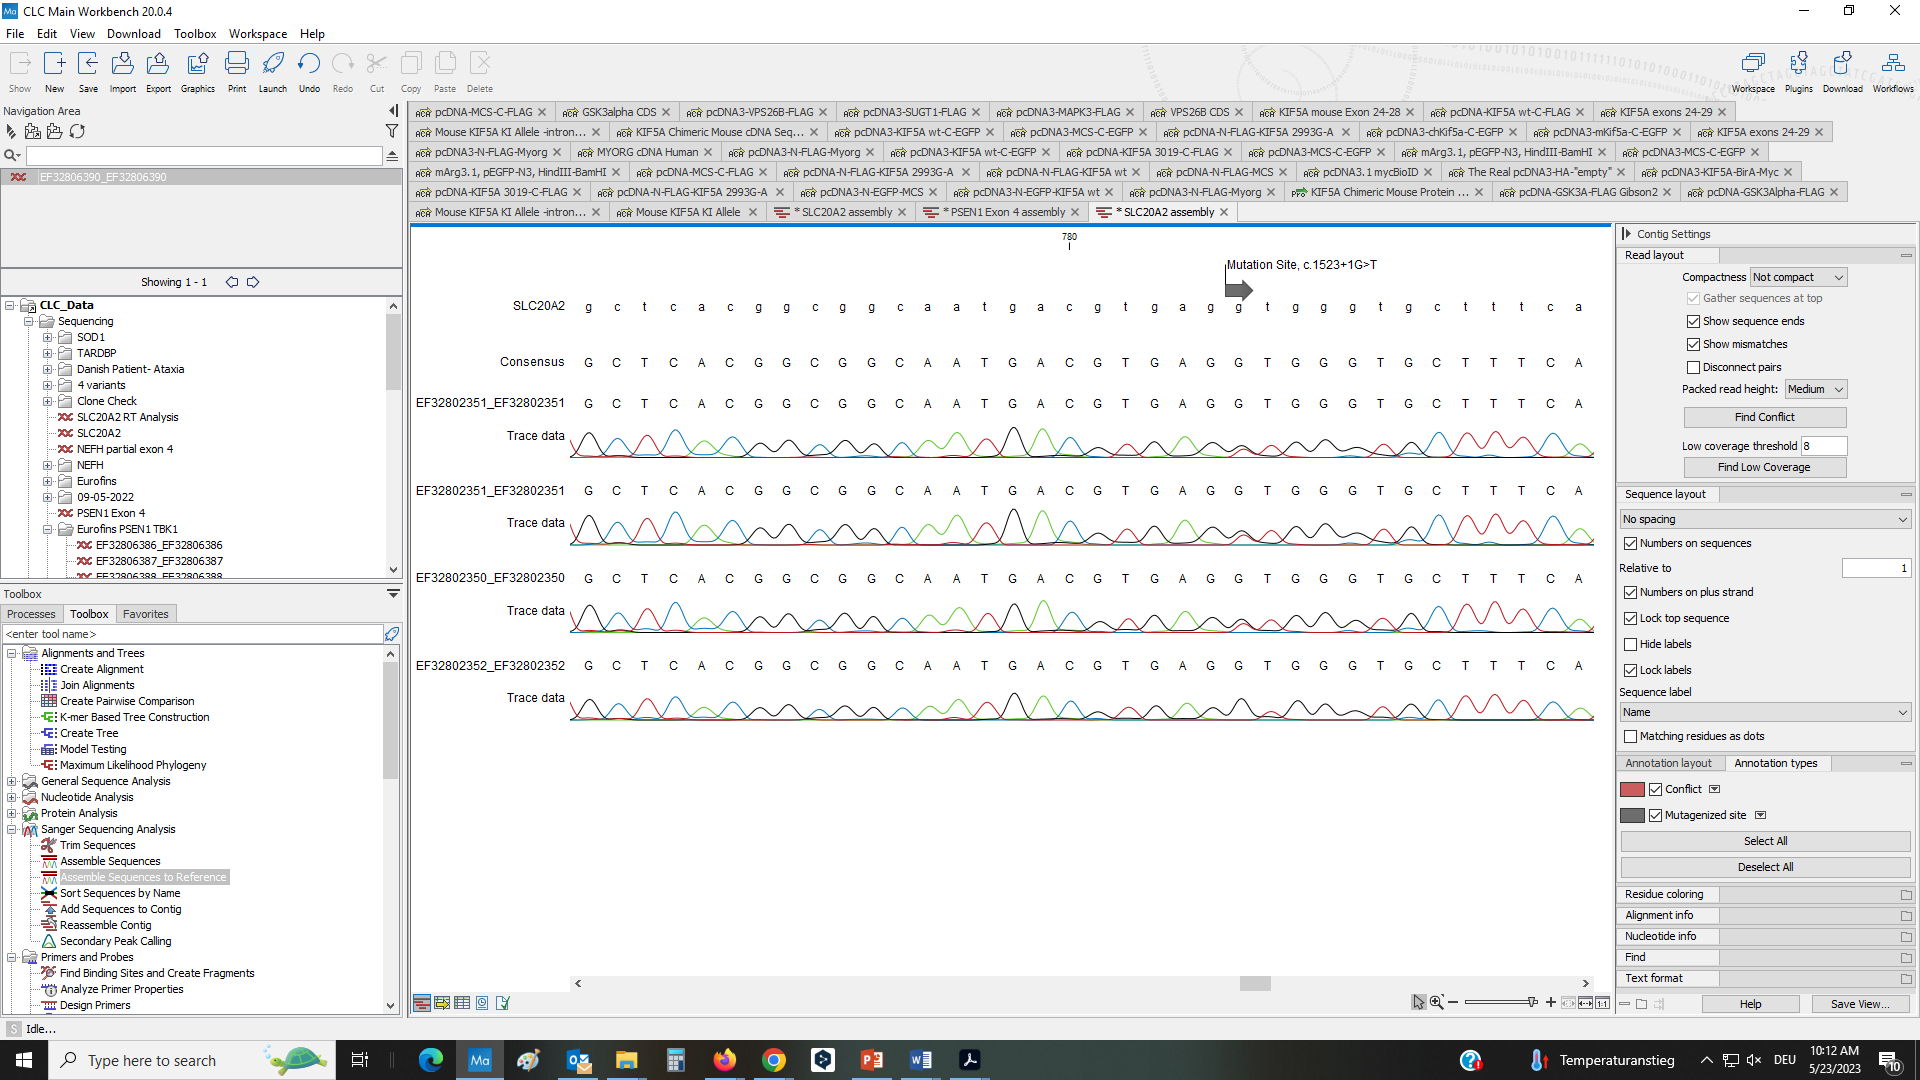 CLC Main Workbench 20.0.4
File Edit View Download Toolbox Workspace Help
Show New Save Import Export Graphics Print Launch Undo Redo Cut Copy Paste Delete Workspace Plugins Download Workflows
Navigation Area
EF32806390_EF32806390
Showing 1 - 1
CLC_Data
Sequencing
SOD1
TARDBP
Danish Patient- Ataxia
4 variants
Clone Check
SLC20A2 RT Analysis
SLC20A2
NEFH partial exon 4
NEFH
Eurofins
09-05-2022
PSEN1 Exon 4
Eurofins PSEN1 TBK1
EF32806386_EF32806386
EF32806387_EF32806387
EF32806388_EF32806388
Toolbox
Processes Toolbox Favorites
<enter tool name>
Alignments and Trees
Create Alignment
Join Alignments
Create Pairwise Comparison
K-mer Based Tree Construction
Create Tree
Model Testing
Maximum Likelihood Phylogeny
General Sequence Analysis
Nucleotide Analysis
Protein Analysis
Sanger Sequencing Analysis
Trim Sequences
Assemble Sequences
Assemble Sequences to Reference
Sort Sequences by Name
Add Sequences to Contig
Reassemble Contig
Secondary Peak Calling
Primers and Probes
Find Binding Sites and Create Fragments
Analyze Primer Properties
Design Primers
Idle...
pcDNA-MCS-C-FLAG GSK3alpha CDS pcDNA3-VPS26B-FLAG pcDNA3-SUGT1-FLAG pcDNA3-MAPK3-FLAG VPS26B CDS KIF5A mouse Exon 24-28 pcDNA-KIF5A wt-C-FLAG KIF5A exons 24-29
Mouse KIF5A KI Allele -intron... KIF5A Chimeric Mouse cDNA Seq... pcDNA3-KIF5A wt-C-EGFP pcDNA3-MCS-C-EGFP pcDNA-N-FLAG-KIF5A 2993G-A pcDNA3-chKif5a-C-EGFP pcDNA3-mKif5a-C-EGFP KIF5A exons 24-29
pcDNA3-N-FLAG-Myorg MYORG cDNA Human pcDNA3-N-FLAG-Myorg pcDNA3-KIF5A wt-C-EGFP pcDNA-KIF5A 3019-C-FLAG pcDNA3-MCS-C-EGFP mArg3.1, pEGFP-N3, HindIII-BamHI pcDNA3-MCS-C-EGFP
mArg3.1, pEGFP-N3, HindIII-BamHI pcDNA-MCS-C-FLAG pcDNA-N-FLAG-KIF5A 2993G-A pcDNA-N-FLAG-KIF5A wt pcDNA-N-FLAG-MCS pcDNA3.1 mycBioID The Real pcDNA3-HA-"empty" pcDNA3-KIF5A-BirA-Myc
pcDNA-KIF5A 3019-C-FLAG pcDNA-N-FLAG-KIF5A 2993G-A pcDNA3-N-EGFP-MCS pcDNA3-N-EGFP-KIF5A wt pcDNA3-N-FLAG-Myorg KIF5A Chimeric Mouse Protein ... pcDNA-GSK3A-FLAG Gibson2 pcDNA-GSK3Alpha-FLAG
Mouse KIF5A KI Allele -intron... Mouse KIF5A KI Allele * SLC20A2 assembly * PSEN1 Exon 4 assembly * SLC20A2 assembly
780
Mutation Site, c.1523+1G>T
SLC20A2 g c t c a c g g c g g c a a t g a c g t g a g g t g g g t g c t t t c a
Consensus G C T C A C G G C G G C A A T G A C G T G A G G T G G G T G C T T T C A
EF32802351_EF32802351 G C T C A C G G C G G C A A T G A C G T G A G G T G G G T G C T T T C A
Trace data
EF32802351_EF32802351 G C T C A C G G C G G C A A T G A C G T G A G G T G G G T G C T T T C A
Trace data
EF32802350_EF32802350 G C T C A C G G C G G C A A T G A C G T G A G G T G G G T G C T T T C A
Trace data
EF32802352_EF32802352 G C T C A C G G C G G C A A T G A C G T G A G G T G G G T G C T T T C A
Trace data
Contig Settings
Read layout
Compactness Not compact
Gather sequences at top
Show sequence ends
Show mismatches
Disconnect pairs
Packed read height: Medium
Find Conflict
Low coverage threshold 8
Find Low Coverage
Sequence layout
No spacing
Numbers on sequences
Relative to 1
Numbers on plus strand
Lock top sequence
Hide labels
Lock labels
Sequence label
Name
Matching residues as dots
Annotation layout Annotation types
Conflict
Mutagenized site
Select All
Deselect All
Residue coloring
Alignment info
Nucleotide info
Find
Text format
Help Save View...
Type here to search
Temperaturanstieg
DEU
10:12 AM
5/23/2023
10